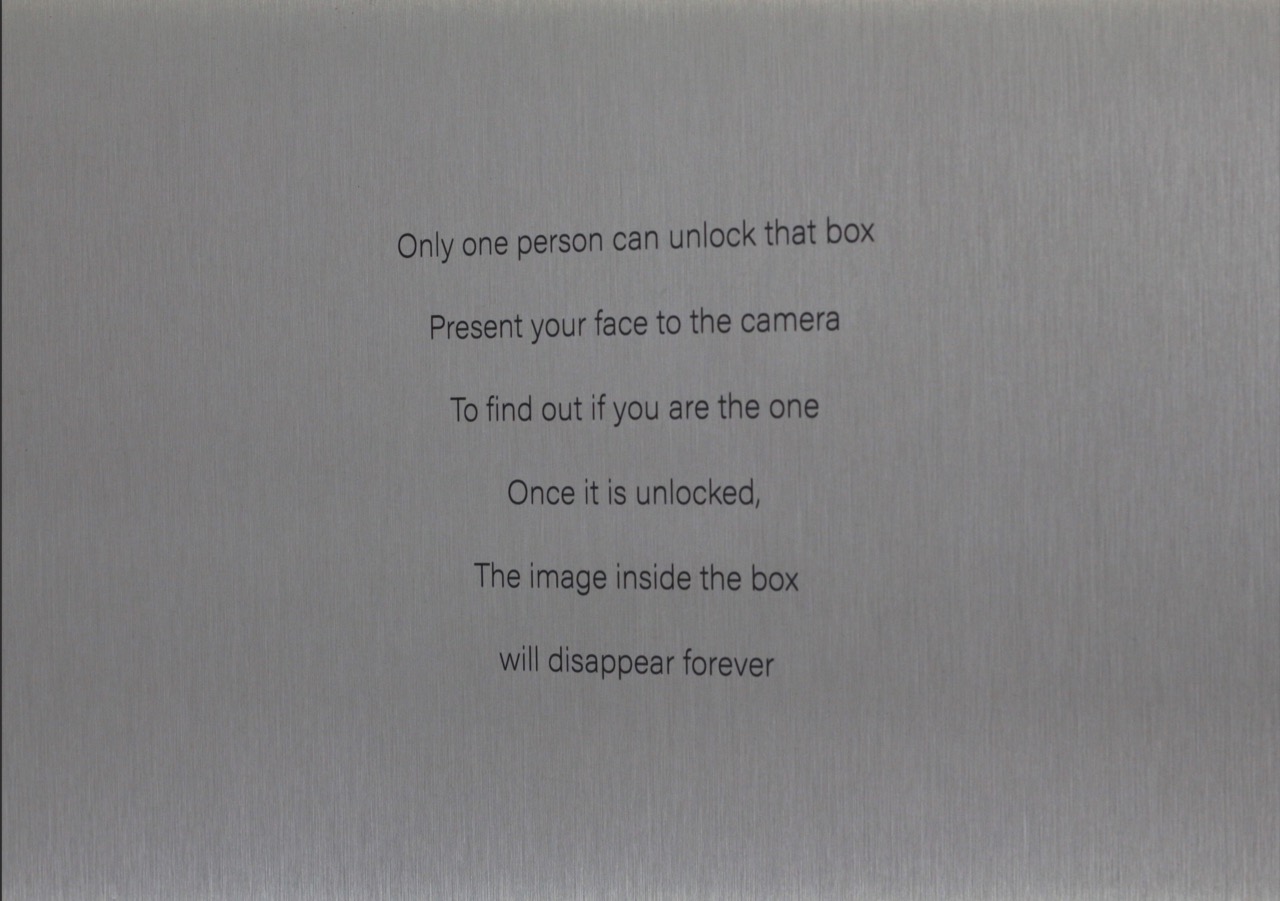 Only one person can unlock that box
Present your face to the camera
To find out if you are the one
Once it is unlocked,
The image inside the box
will disappear forever